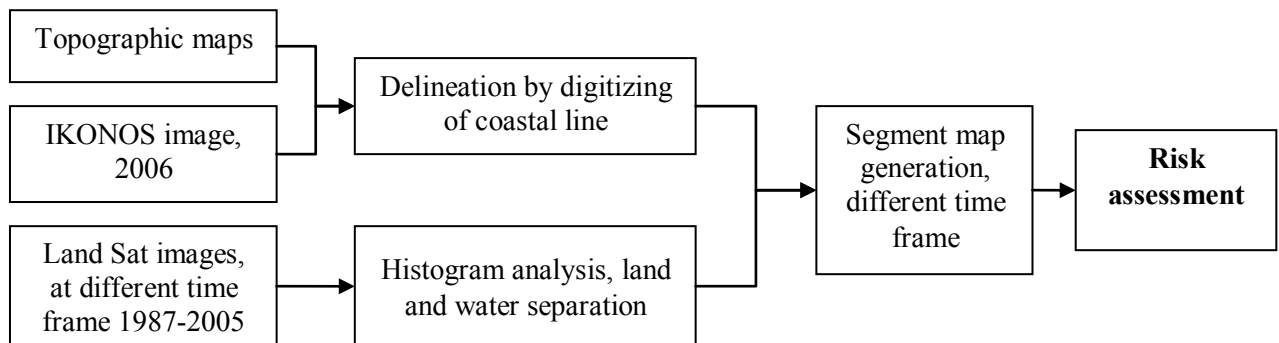 Topographic maps
IKONOS image,
2006
Land Sat images,
at different time
frame 1987-2005
Delineation by digitizing
of coastal line
Histogram analysis, land
and water separation
Segment map
generation,
different time
frame
Risk
assessment